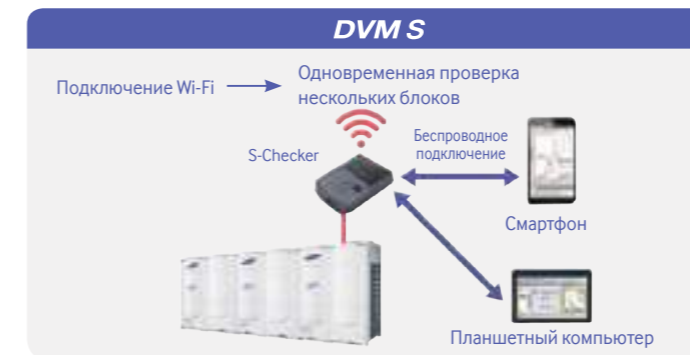 DVM S
Подключение Wi-Fi
Одновременная проверка
нескольких блоков
S-Checker
Беспроводное
подключение
Смартфон
Планшетный компьютер